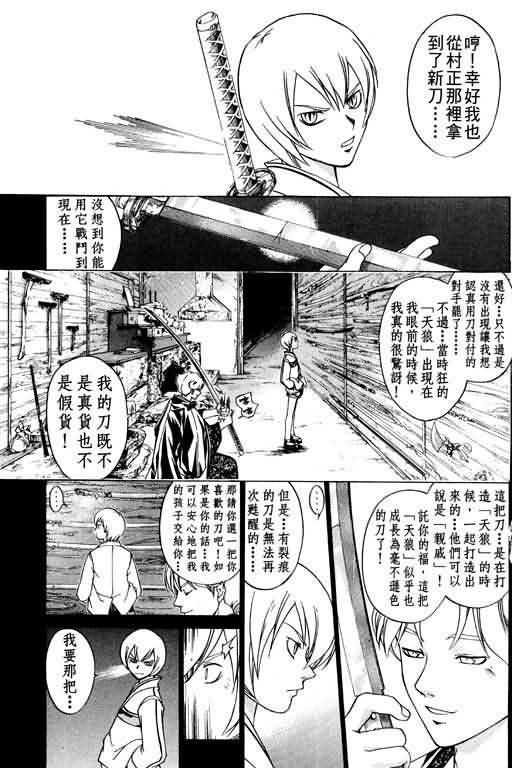 哼！幸好我也
從村正那裡拿
到了新刀……
沒想到你能
用它戰鬥到
現在……
還好…只不過是
沒有出現讓我想
認真用刀對付的
對手罷了……
不過…當時狂的
「天狼」出現在
我眼前的時候，
我真的很驚訝！
我的刀既不
是真貨也不
是假貨！
這把刀…是在打
造「天狼」的時
候，一起打造出
來的…他們可以
說是「親戚」！
託你的福，這把
「天狼」似乎也
成長為毫不遜色
的刀了！
…
但是…有裂痕
的刀是無法再
次甦醒的…
那請你選一把你
喜歡的刀吧！如
果是你的話…我
可以安心地把我
的孩子交給你…
…
我要那把…